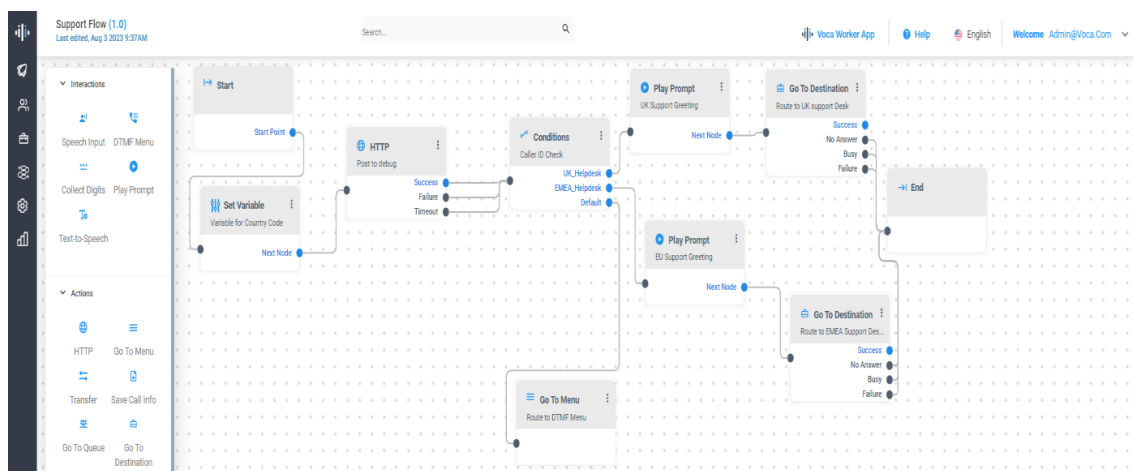 Support Flow (1.0)
Last edited, Aug 3 2023 9:37AM
Search...
Voca Worker App
Help
English
Welcome Admin@Voca.Com
Interactions
Speech Input DTMF Menu
Collect Digits Play Prompt
Text-to-Speech
Actions
HTTP Go To Menu
Transfer Save Call Info
Go To Queue Go To
Destination
Start
Start Point
Set Variable
Variable for Country Code
Next Node
HTTP
Post to debug
Success
Failure
Timeout
Conditions
Caller ID Check
UK_Helpdesk
EMEA_Helpdesk
Default
Play Prompt
UK Support Greeting
Next Node
Go To Destination
Route to UK support Desk
Success
No Answer
Busy
Failure
End
Play Prompt
EU Support Greeting
Next Node
Go To Destination
Route to EMEA Support Des...
Success
No Answer
Busy
Failure
Go To Menu
Route to DTMF Menu